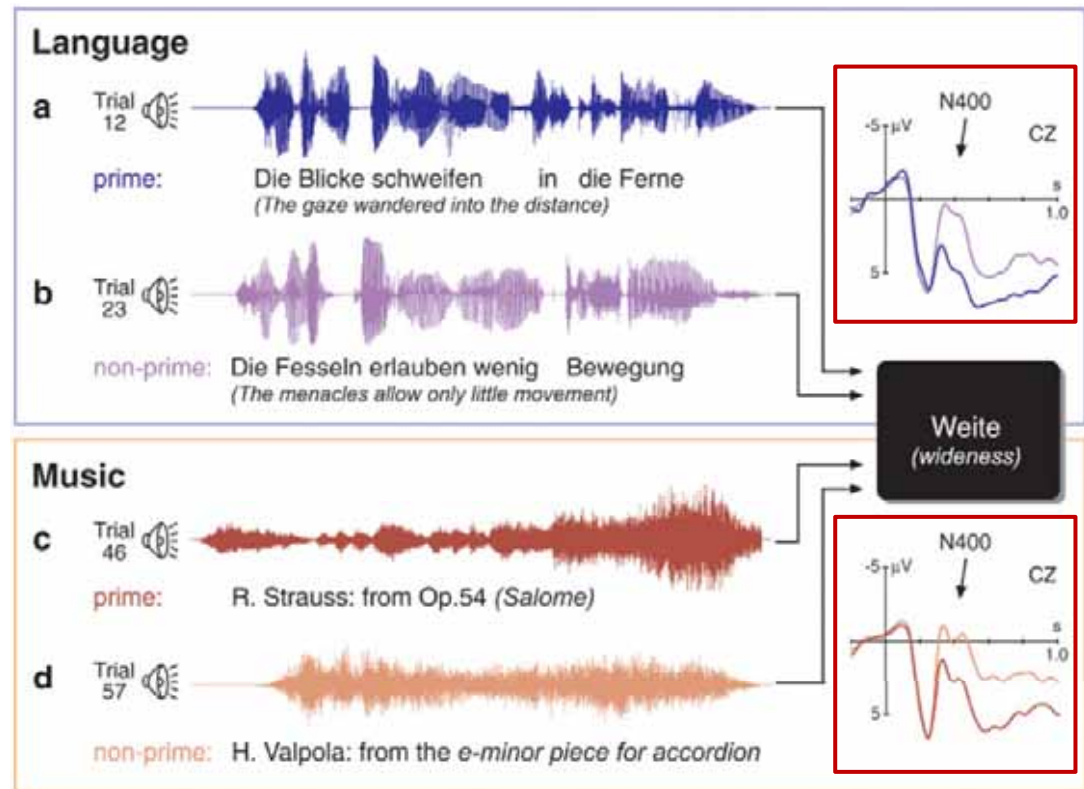 Language
a
Trial
12
prime: Die Blicke schweifen in die Ferne
(The gaze wandered into the distance)
b
Trial
23
non-prime: Die Fesseln erlauben wenig Bewegung
(The menacles allow only little movement)
N400
-5 µV
CZ
s
1.0
5
Weite
(wideness)
Music
c
Trial
46
prime: R. Strauss: from Op.54 (Salome)
d
Trial
57
non-prime: H. Valpola: from the e-minor piece for accordion
N400
-5 µV
CZ
s
1.0
5